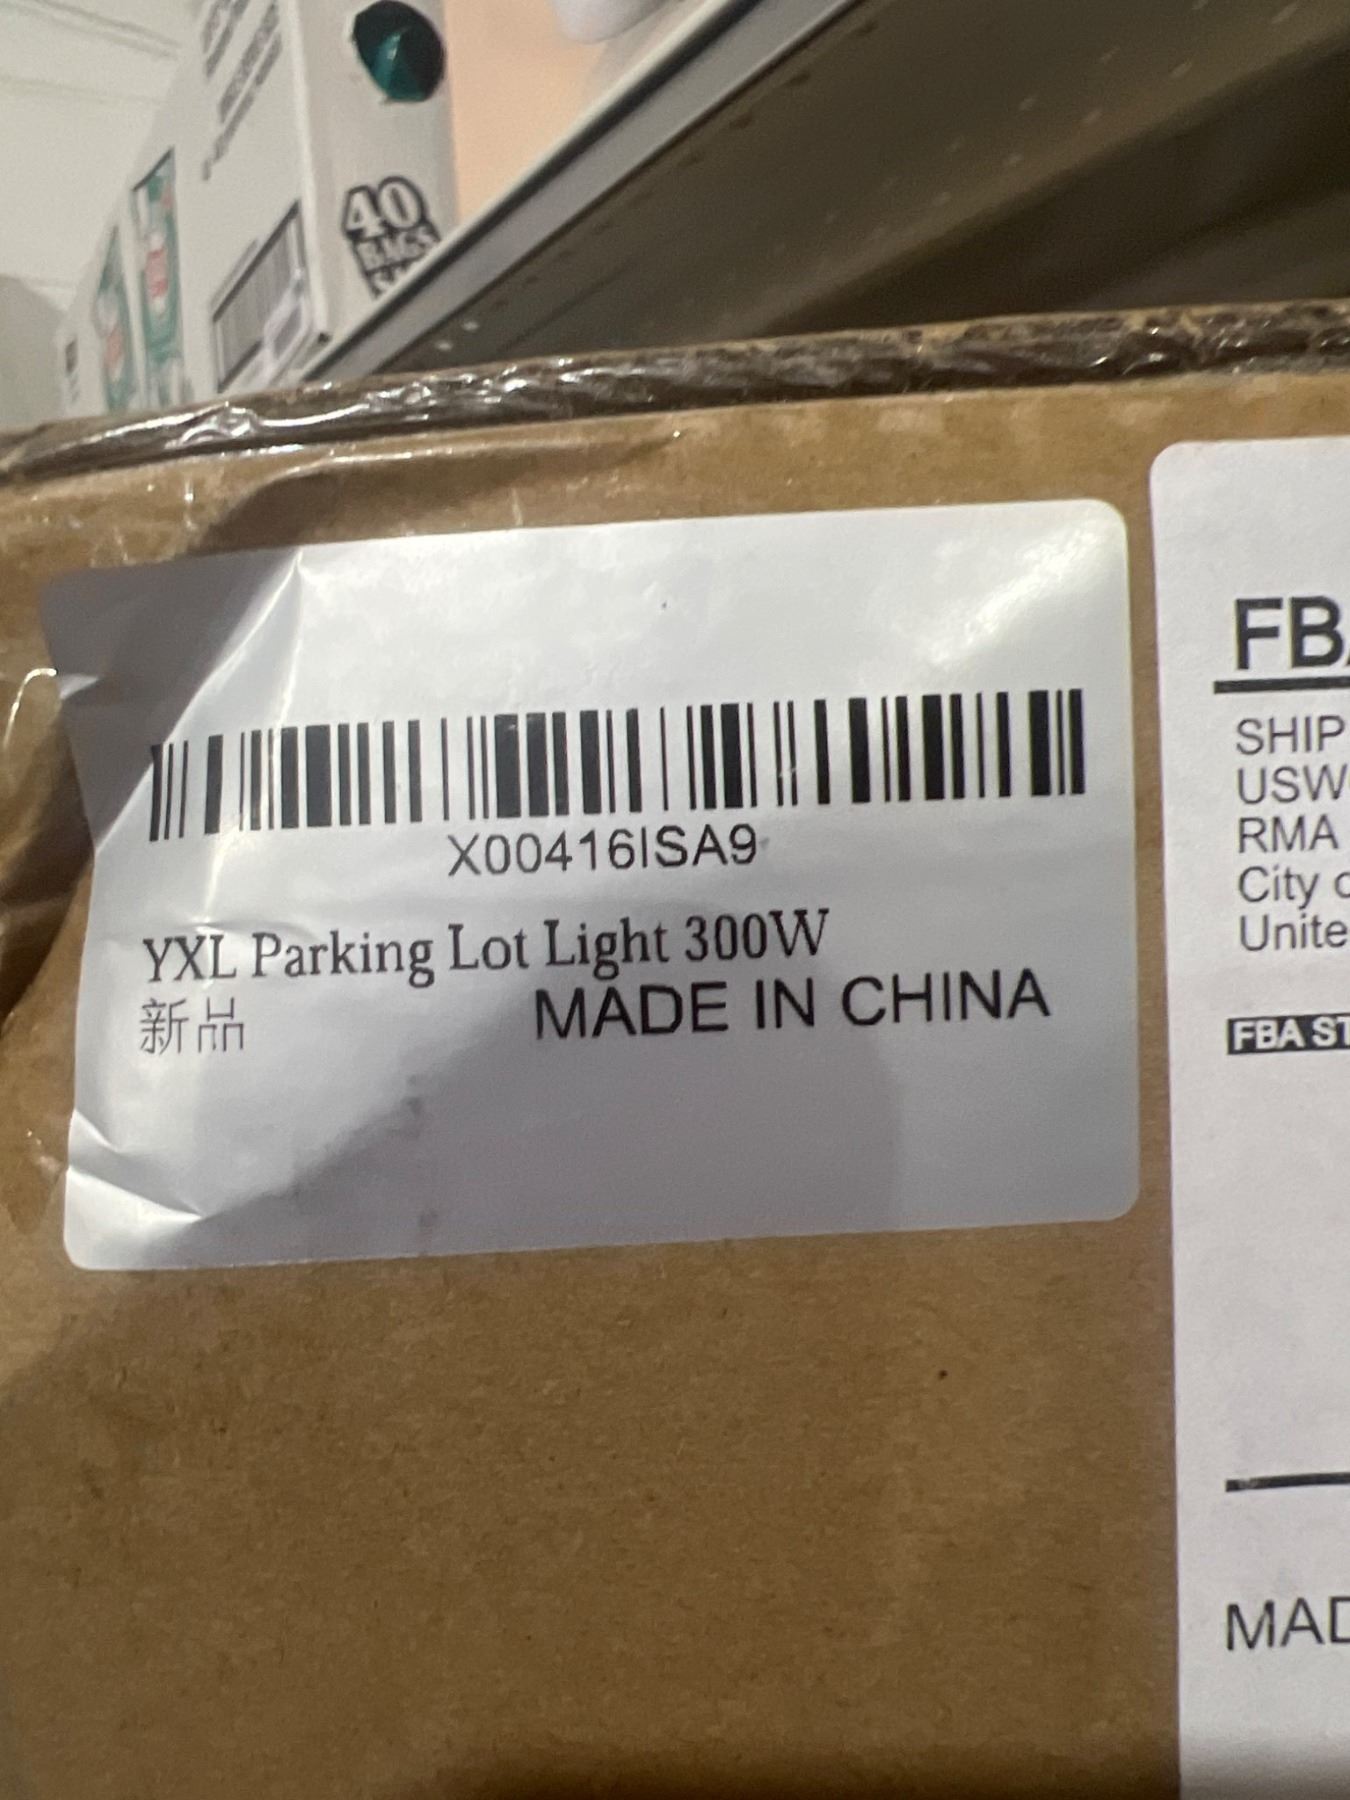 40
BAGS
X00416ISA9
YXL Parking Lot Light 300W
新品
MADE IN CHINA
FBA
SHIP
USW
RMA
City
Unite
FBA ST
MAD